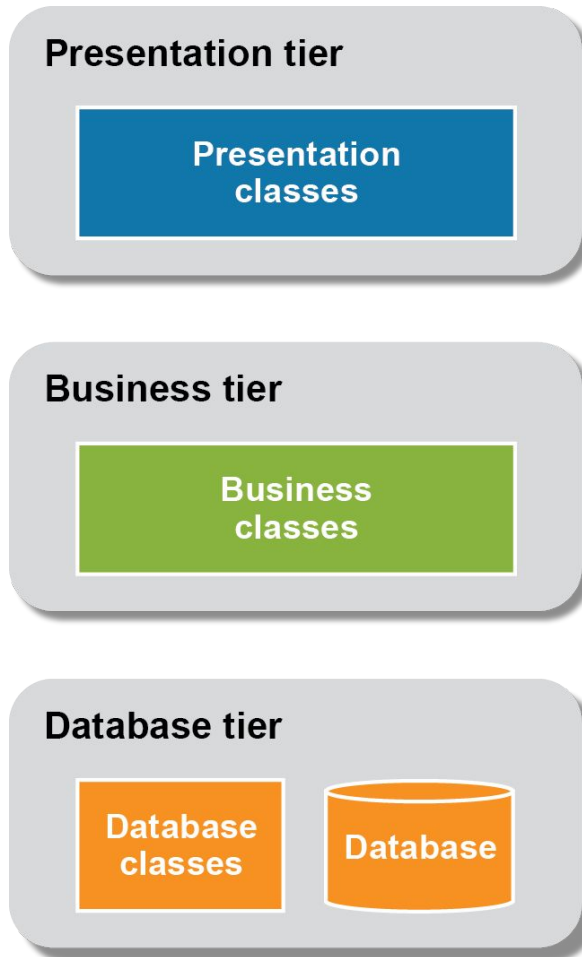 Presentation tier
Presentation
classes
Business tier
Business
classes
Database tier
Database
classes
Database